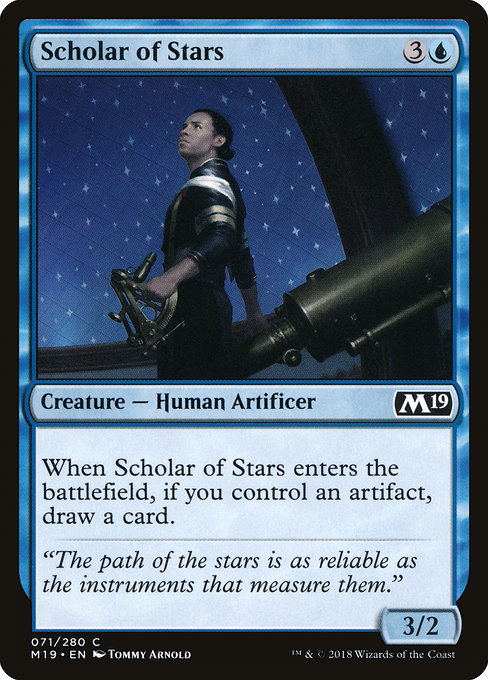 Scholar of Stars 3
Creature — Human Artificer M19
When Scholar of Stars enters the
battlefield, if you control an artifact,
draw a card.
“The path of the stars is as reliable as
the instruments that measure them.”
3/2
071/280 C
M19 • EN Tommy Arnold ™ & © 2018 Wizards of the Coast